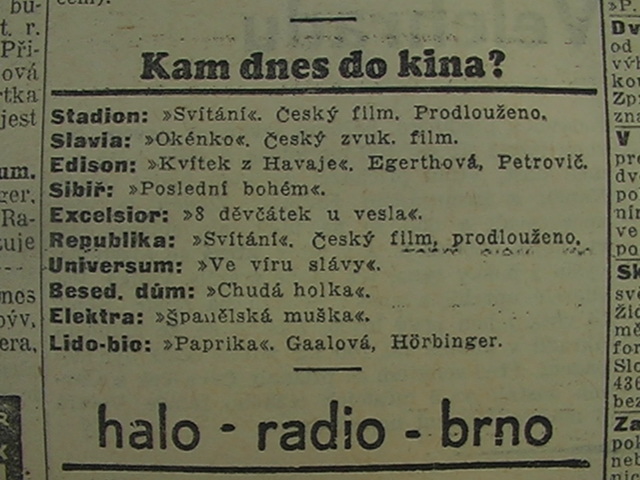 Kam dnes do kina?
Stadion: »Svítání«. Český film. Prodlouženo.
Slavia: »Okénko«. Český zvuk. film.
Edison: »Kvítek z Havaje«. Egerthová, Petrovič.
Sibiř: »Poslední bohém«.
Excelsior: »8 děvčátek u vesla«.
Republika: »Svítání«. Český film, prodlouženo.
Universum: »Ve víru slávy«.
Besed. dům: »Chudá holka«.
Elektra: »Španělská muška«.
Lido-bio: »Paprika«. Gaalová, Hörbinger.
halo - radio - brno